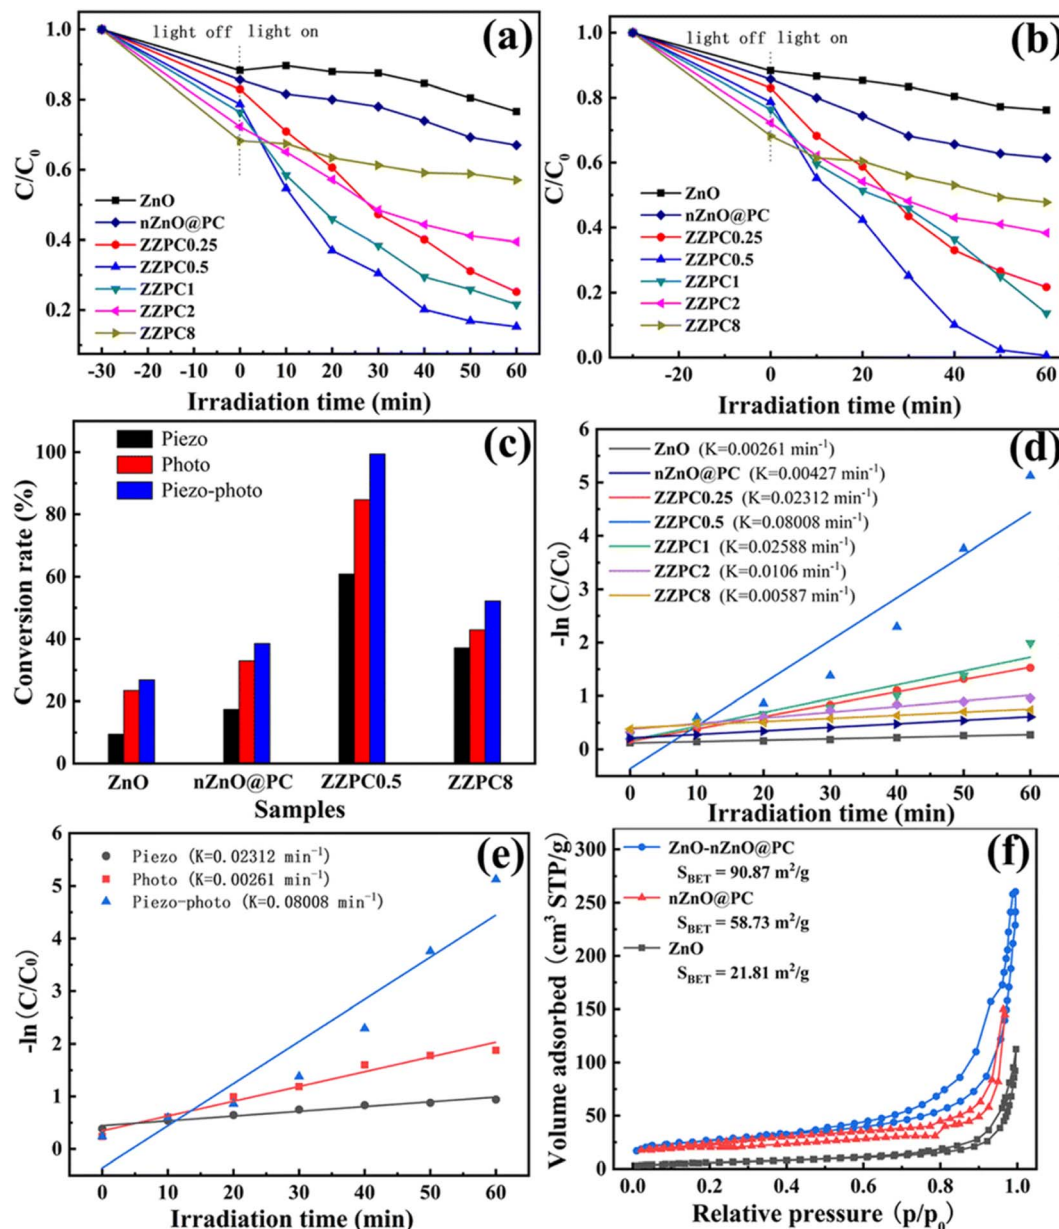 (a)
light off light on
C/C₀
1.0
0.8
0.6
0.4
0.2
ZnO
nZnO@PC
ZZPC0.25
ZZPC0.5
ZZPC1
ZZPC2
ZZPC8
-30 -20 -10 0 10 20 30 40 50 60
Irradiation time (min)
(b)
light off light on
C/C₀
1.0
0.8
0.6
0.4
0.2
0.0
ZnO
nZnO@PC
ZZPC0.25
ZZPC0.5
ZZPC1
ZZPC2
ZZPC8
-20 0 20 40 60
Irradiation time (min)
(c)
Conversion rate (%)
100
80
60
40
20
0
Piezo
Photo
Piezo-photo
ZnO nZnO@PC ZZPC0.5 ZZPC8
Samples
(d)
-ln (C/C0)
6
5
4
3
2
1
0
ZnO (K=0.00261 min⁻¹)
nZnO@PC (K=0.00427 min⁻¹)
ZZPC0.25 (K=0.02312 min⁻¹)
ZZPC0.5 (K=0.08008 min⁻¹)
ZZPC1 (K=0.02588 min⁻¹)
ZZPC2 (K=0.0106 min⁻¹)
ZZPC8 (K=0.00587 min⁻¹)
0 10 20 30 40 50 60
Irradiation time (min)
(e)
-ln (C/C0)
6
5
4
3
2
1
0
Piezo (K=0.02312 min⁻¹)
Photo (K=0.00261 min⁻¹)
Piezo-photo (K=0.08008 min⁻¹)
0 10 20 30 40 50 60
Irradiation time (min)
(f)
Volume adsorbed (cm³ STP/g)
300
250
200
150
100
50
0
ZnO-nZnO@PC
S_BET = 90.87 m²/g
nZnO@PC
S_BET = 58.73 m²/g
ZnO
S_BET = 21.81 m²/g
0.0 0.2 0.4 0.6 0.8 1.0
Relative pressure (p/p₀)